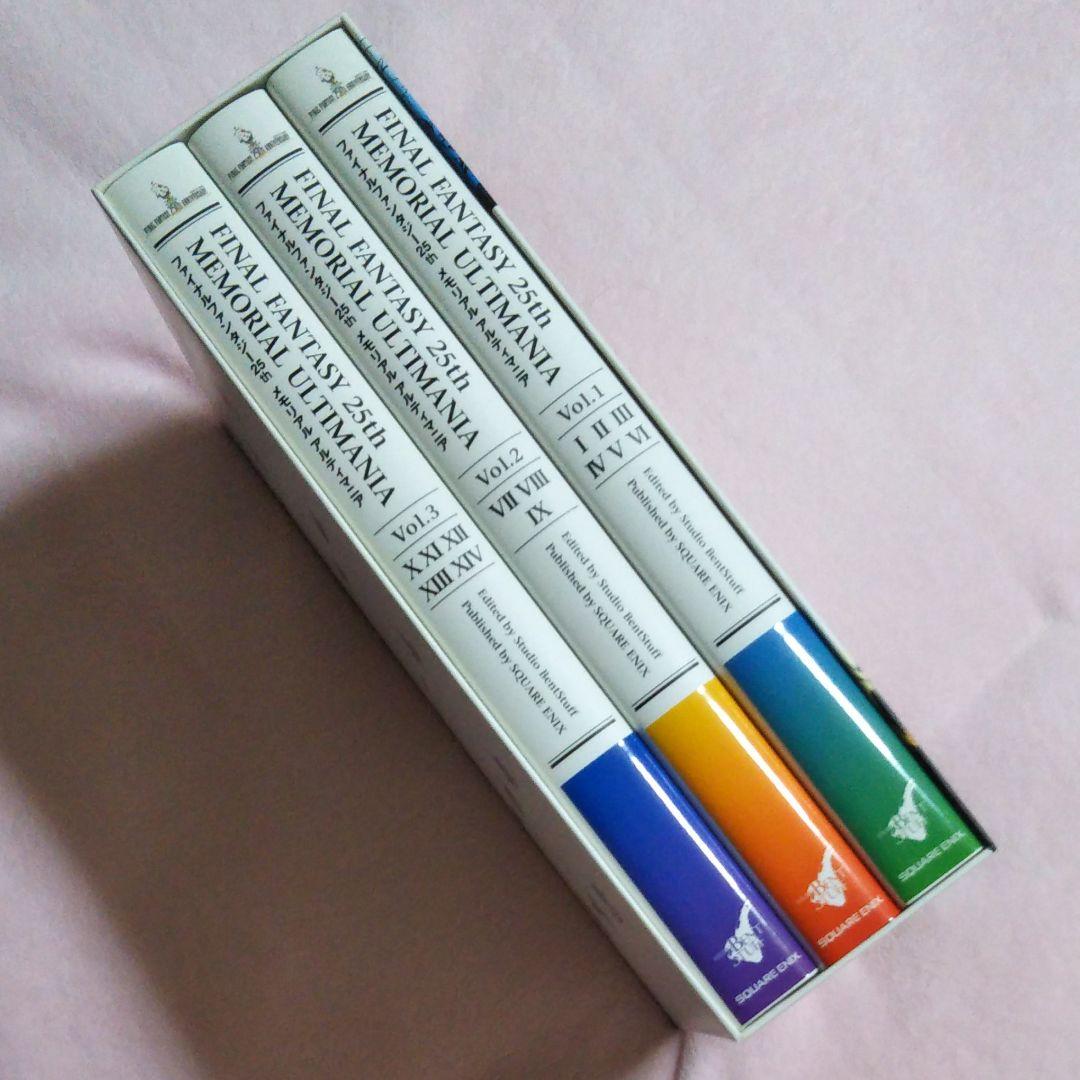 FINAL FANTASY 25th
MEMORIAL ULTIMANIA
ファイナルファンタジー25th メモリアル アルティマニア
Vol.3
X XI XII
XIII XIV
Edited by Studio BentStuff
Published by SQUARE ENIX
BENT
STUFF
SQUARE ENIX
FINAL FANTASY 25th
MEMORIAL ULTIMANIA
ファイナルファンタジー25th メモリアル アルティマニア
Vol.2
VII VIII
IX
Edited by Studio BentStuff
Published by SQUARE ENIX
BENT
STUFF
SQUARE ENIX
FINAL FANTASY 25th
MEMORIAL ULTIMANIA
ファイナルファンタジー25th メモリアル アルティマニア
Vol.1
I II III
IV V VI
Edited by Studio BentStuff
Published by SQUARE ENIX
SQUARE ENIX